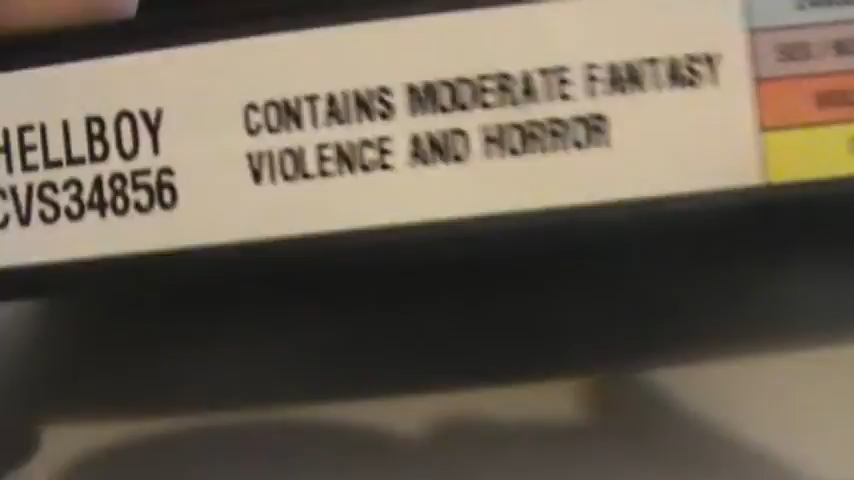 HELLBOY
CVS34856
CONTAINS MODERATE FANTASY
VIOLENCE AND HORROR